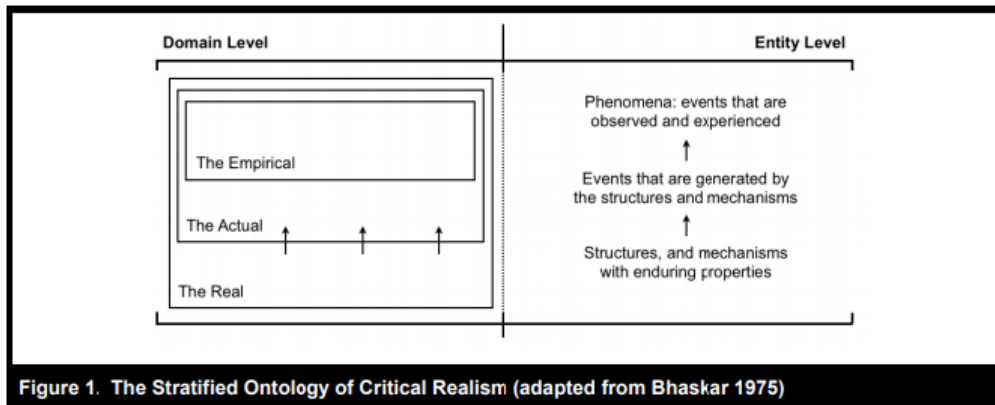 Domain Level
Entity Level
The Empirical
The Actual
The Real
Phenomena: events that are
observed and experienced
Events that are generated by
the structures and mechanisms
Structures, and mechanisms
with enduring properties
Figure 1. The Stratified Ontology of Critical Realism (adapted from Bhaskar 1975)